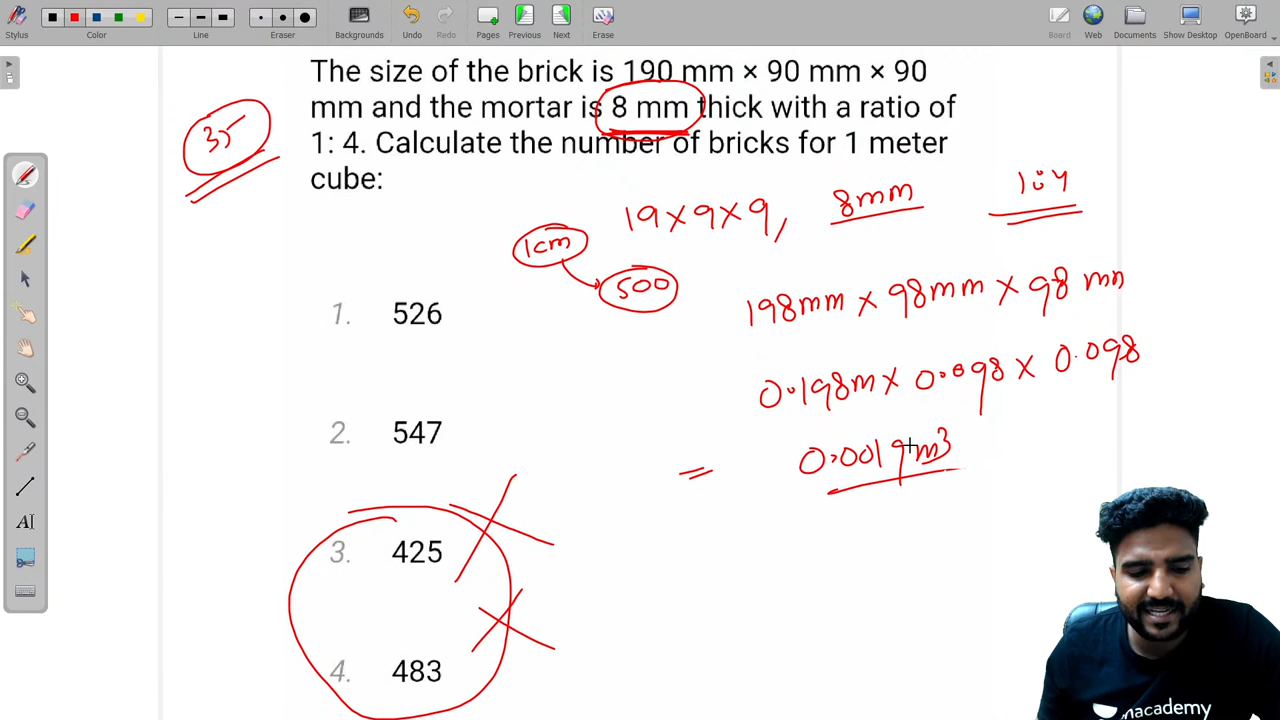 Stylus
Color
Line
Eraser
Backgrounds
Undo
Redo
Pages
Previous
Next
Erase
Board
Web
Documents
Show Desktop
OpenBoard
The size of the brick is 190 mm × 90 mm × 90
mm and the mortar is 8 mm thick with a ratio of
1: 4. Calculate the number of bricks for 1 meter
cube:
35
19×9×9, 8mm 1:4
1cm
500
198mm × 98mm × 98 mm
0.198m × 0.098 × 0.098
= 0.0019m3
1. 526
2. 547
3. 425
4. 483
A
nacademy